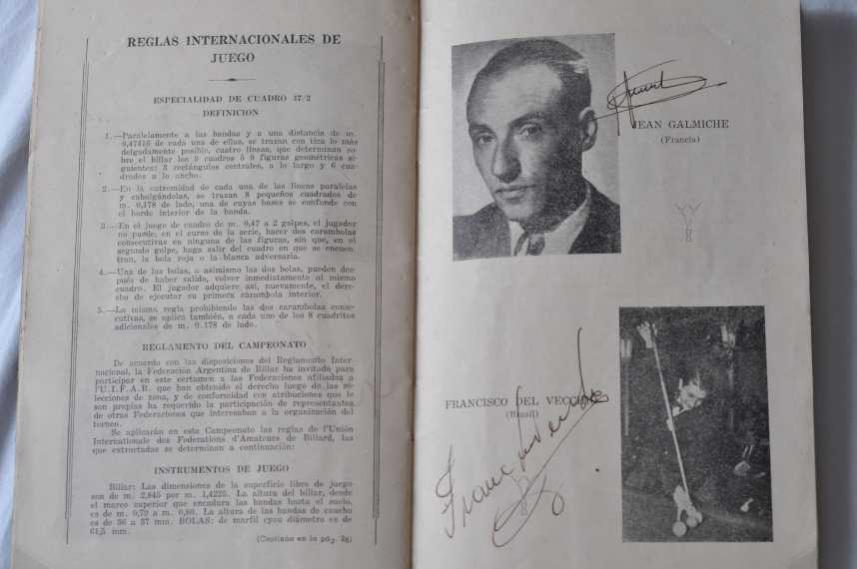 REGLAS INTERNACIONALES DE
JUEGO
ESPECIALIDAD DE CUADRO 47/2
DEFINICION
1.—Paralelamente a las bandas y a una distancia de m.
0,47416 de cada una de ellas, se trazan con tiza lo más
delgadamente posible, cuatro líneas, que determinan so-
bre el billar los 9 cuadros ó 9 figuras geométricas si-
guientes: 3 rectángulos centrales, a lo largo y 6 cua-
drados a lo ancho.
2.—En la extremidad de cada una de las líneas paralelas
y cabalgándolas, se trazan 8 pequeños cuadrados de
m. 0,178 de lado, una de cuyas bases se confunde con
el borde interior de la banda.
3.—En el juego de cuadro de m. 0,47 a 2 golpes, el jugador
no puede, en el curso de la serie, hacer dos carambolas
consecutivas en ninguna de las figuras, sin que, en el
segundo golpe, haga salir del cuadro en que se encuen-
tran, la bola roja o la blanca adversaria.
4.—Una de las bolas, o asimismo las dos bolas, pueden des-
pués de haber salido, volver inmediatamente al mismo
cuadro. El jugador adquiere así, nuevamente, el dere-
cho de ejecutar su primera carambola interior.
5.—La misma regla prohibiendo las dos carambolas conse-
cutivas, se aplica también, a cada uno de los 8 cuadritos
adicionales de m. 0.178 de lado.
REGLAMENTO DEL CAMPEONATO
De acuerdo con las disposiciones del Reglamento Inter-
nacional, la Federación Argentina de Billar ha invitado para
participar en este certamen a las Federaciones afiliadas a
l'U.I.F.A.B. que han obtenido el derecho luego de las se-
lecciones de zona, y de conformidad con atribuciones que le
son propias ha requerido la participación de representantes
de otras Federaciones que interesaban a la organización del
torneo.
Se aplicarán en este Campeonato las reglas de l'Unión
Internationale des Federations d'Amateurs de Billard, las
que extractadas se determinan a continuación:
INSTRUMENTOS DE JUEGO
Billar: Las dimensiones de la superficie libre de juego
son de m. 2,845 por m. 1,4225. La altura del billar, desde
el marco superior que encuadra las bandas hasta el suelo,
es de m. 0,79 a m. 0,80. La altura de las bandas de caucho
es de 36 a 37 mm. BOLAS: de marfil cuyo diámetro es de
61,5 mm.
(Continúa en la pág. 28)
JEAN GALMICHE
(Francia)
FRANCISCO DEL VECCHIO
(Brasil)